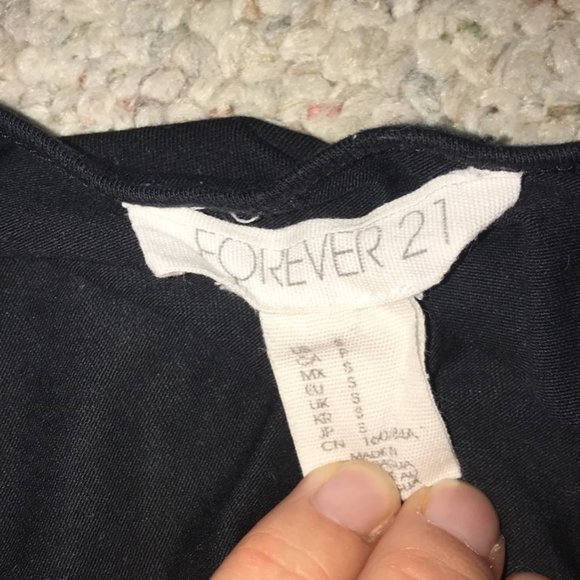 FOREVER 21
US S
CA P
MX S
EU S
UK S
KR S
JP S
CN 160/84A
MADE IN